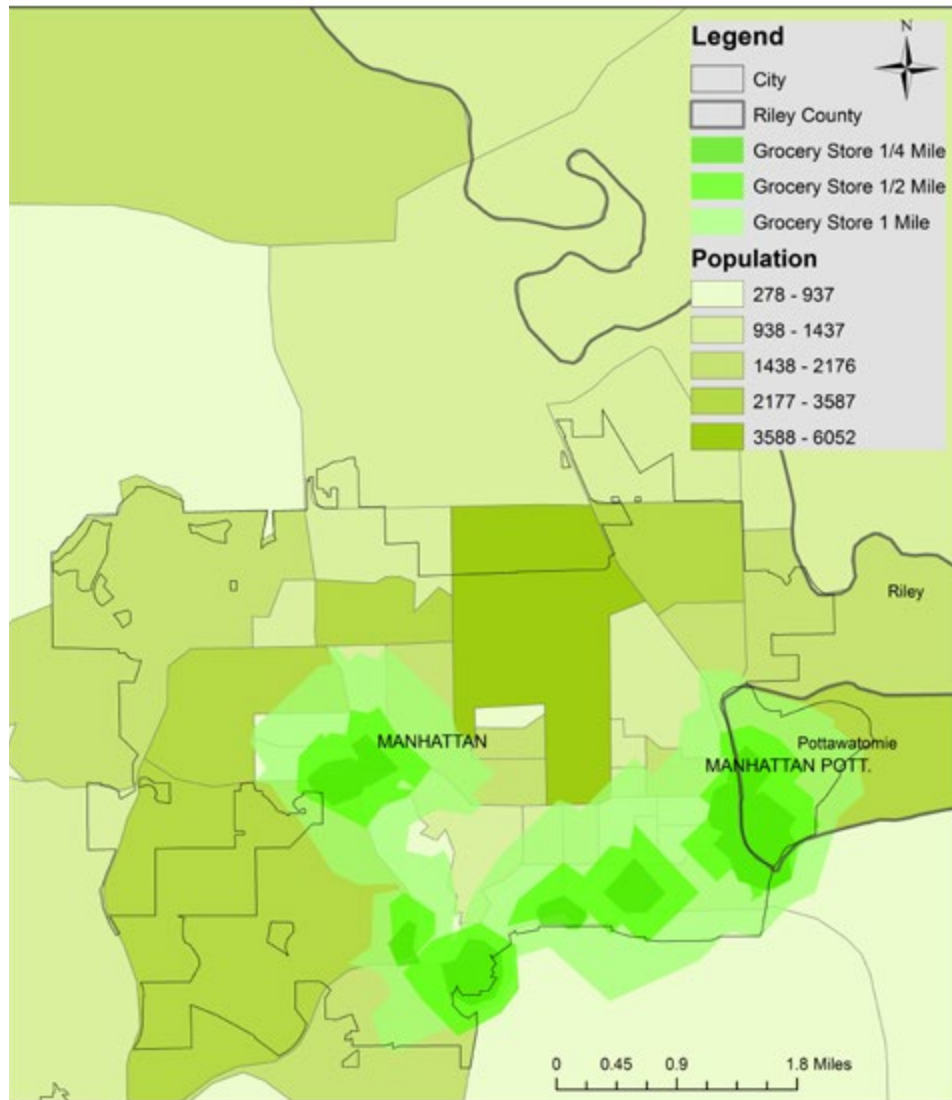 Legend
N
City
Riley County
Grocery Store 1/4 Mile
Grocery Store 1/2 Mile
Grocery Store 1 Mile
Population
278 - 937
938 - 1437
1438 - 2176
2177 - 3587
3588 - 6052
Riley
MANHATTAN
Pottawatomie
MANHATTAN POTT.
0 0.45 0.9 1.8 Miles